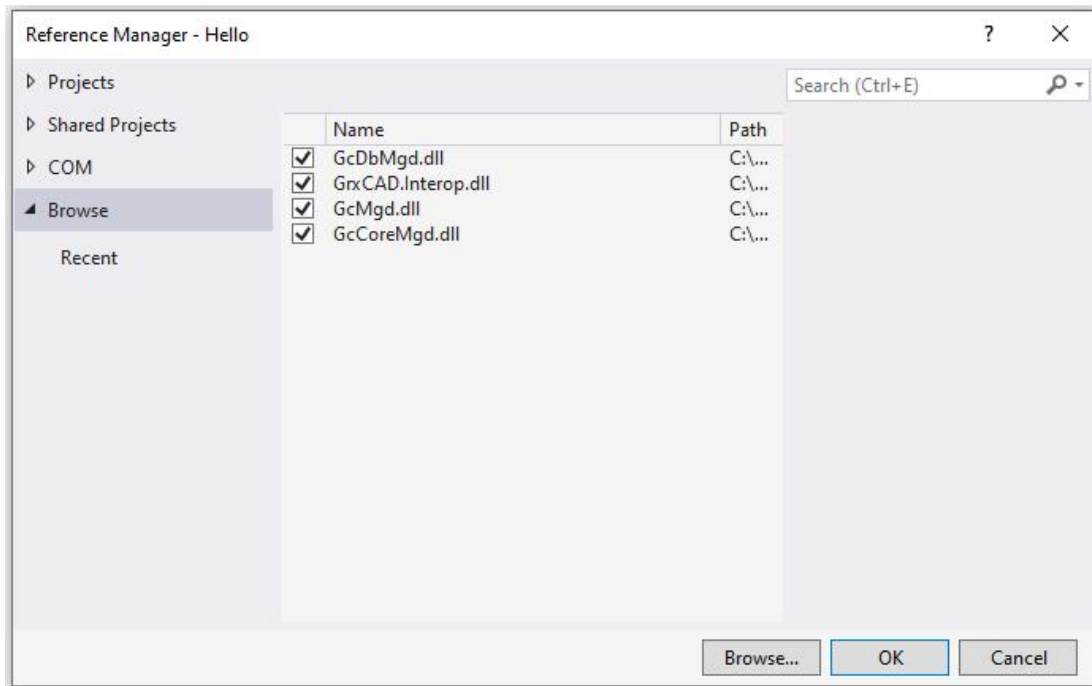 Reference Manager - Hello ? ✕
Projects
Search (Ctrl+E)
Shared Projects
COM
Browse
Recent
Name Path
GcDbMgd.dll C:\...
GrxCAD.Interop.dll C:\...
GcMgd.dll C:\...
GcCoreMgd.dll C:\...
Browse... OK Cancel